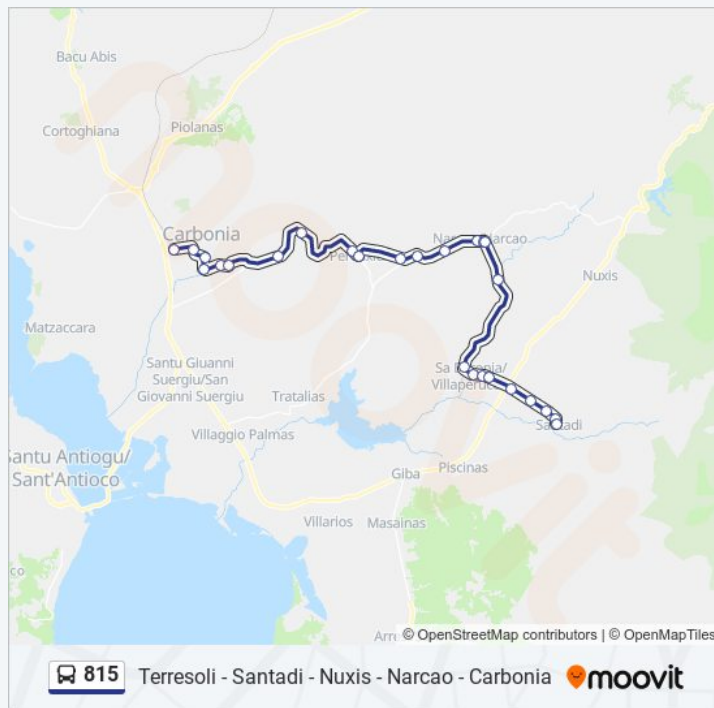 Bacu Abis
Cortoghiana
Piolanas
Carbonia
Narcao
Nuxis
Matzaccara
Santu Giuanni
Suergiu/San
Giovanni Suergiu
Tratalias
Villaggio Palmas
Santadi
Santu Antiogu/
Sant'Antioco
Giba
Piscinas
Villarios
Masainas
© OpenStreetMap contributors | © OpenMapTiles
815
Terresoli - Santadi - Nuxis - Narcao - Carbonia
moovit